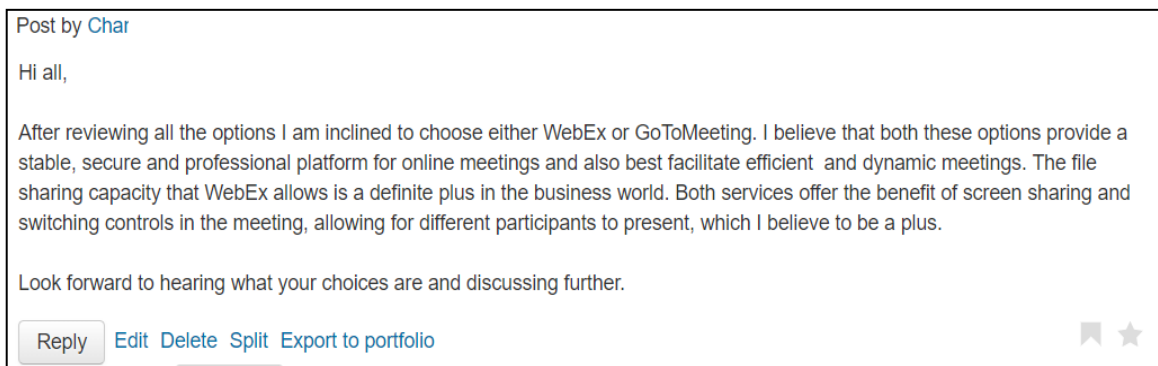 Post by Char
Hi all,
After reviewing all the options I am inclined to choose either WebEx or GoToMeeting. I believe that both these options provide a
stable, secure and professional platform for online meetings and also best facilitate efficient  and dynamic meetings. The file
sharing capacity that WebEx allows is a definite plus in the business world. Both services offer the benefit of screen sharing and
switching controls in the meeting, allowing for different participants to present, which I believe to be a plus.
Look forward to hearing what your choices are and discussing further.
Reply Edit Delete Split Export to portfolio